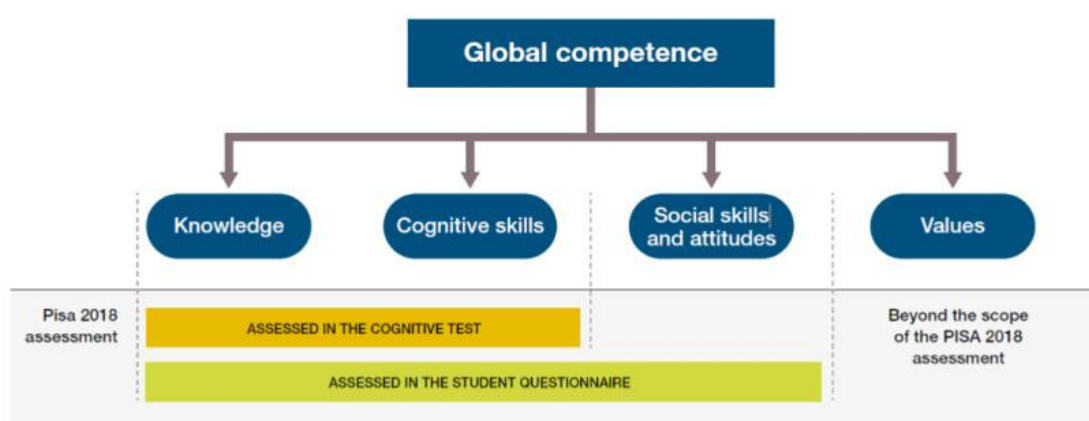 Global competence
Knowledge
Cognitive skills
Social skills
and attitudes
Values
Pisa 2018
assessment
ASSESSED IN THE COGNITIVE TEST
ASSESSED IN THE STUDENT QUESTIONNAIRE
Beyond the scope
of the PISA 2018
assessment